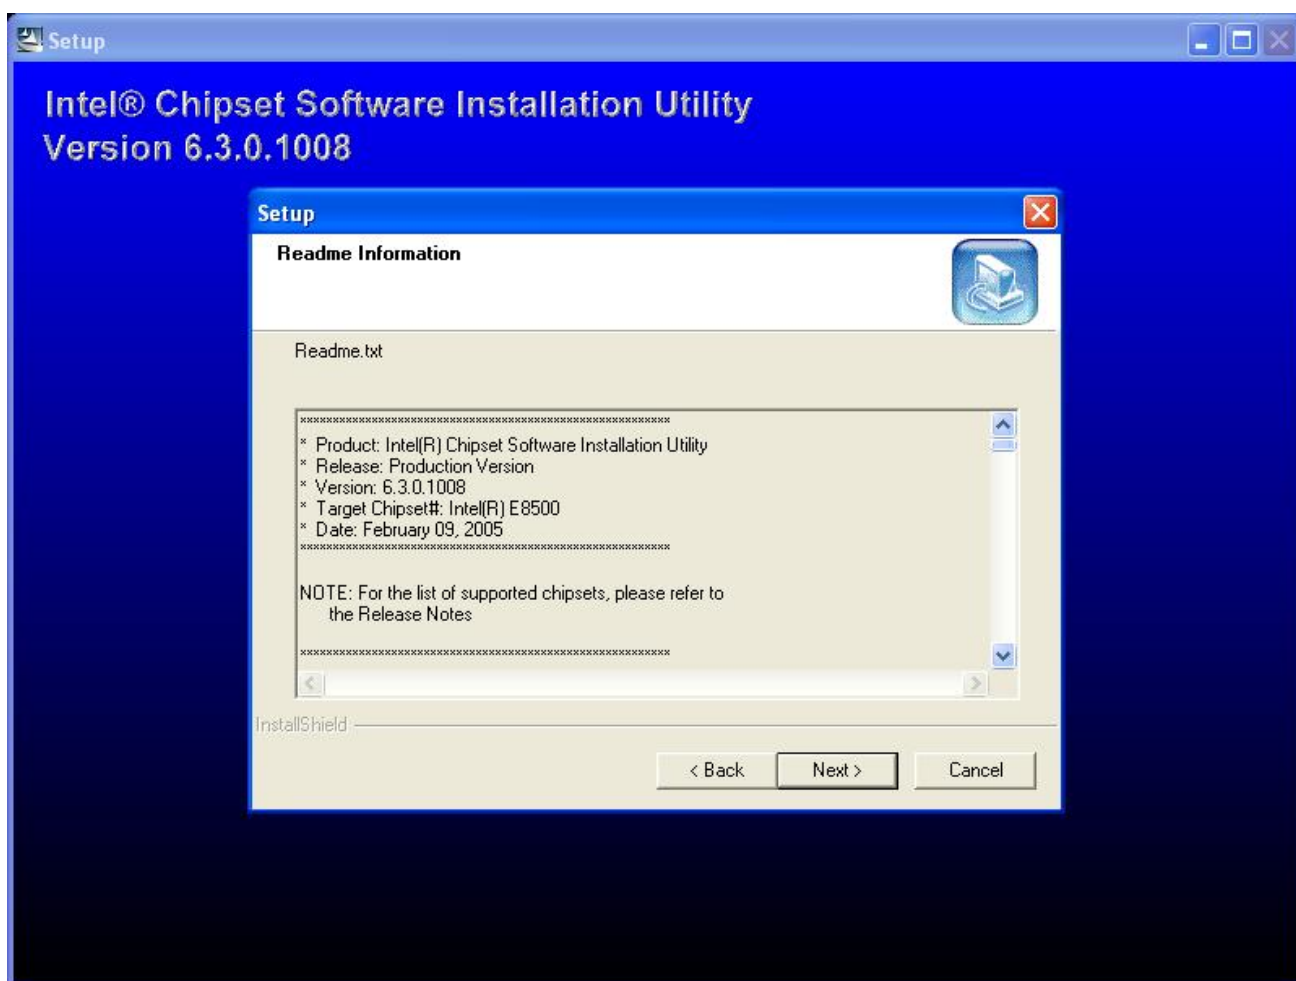 Setup
Intel® Chipset Software Installation Utility
Version 6.3.0.1008
Setup
Readme Information
Readme.txt
*********************************************************
* Product: Intel(R) Chipset Software Installation Utility
* Release: Production Version
* Version: 6.3.0.1008
* Target Chipset#: Intel(R) E8500
* Date: February 09, 2005
*********************************************************
NOTE: For the list of supported chipsets, please refer to
the Release Notes
*********************************************************
InstallShield
< Back Next > Cancel